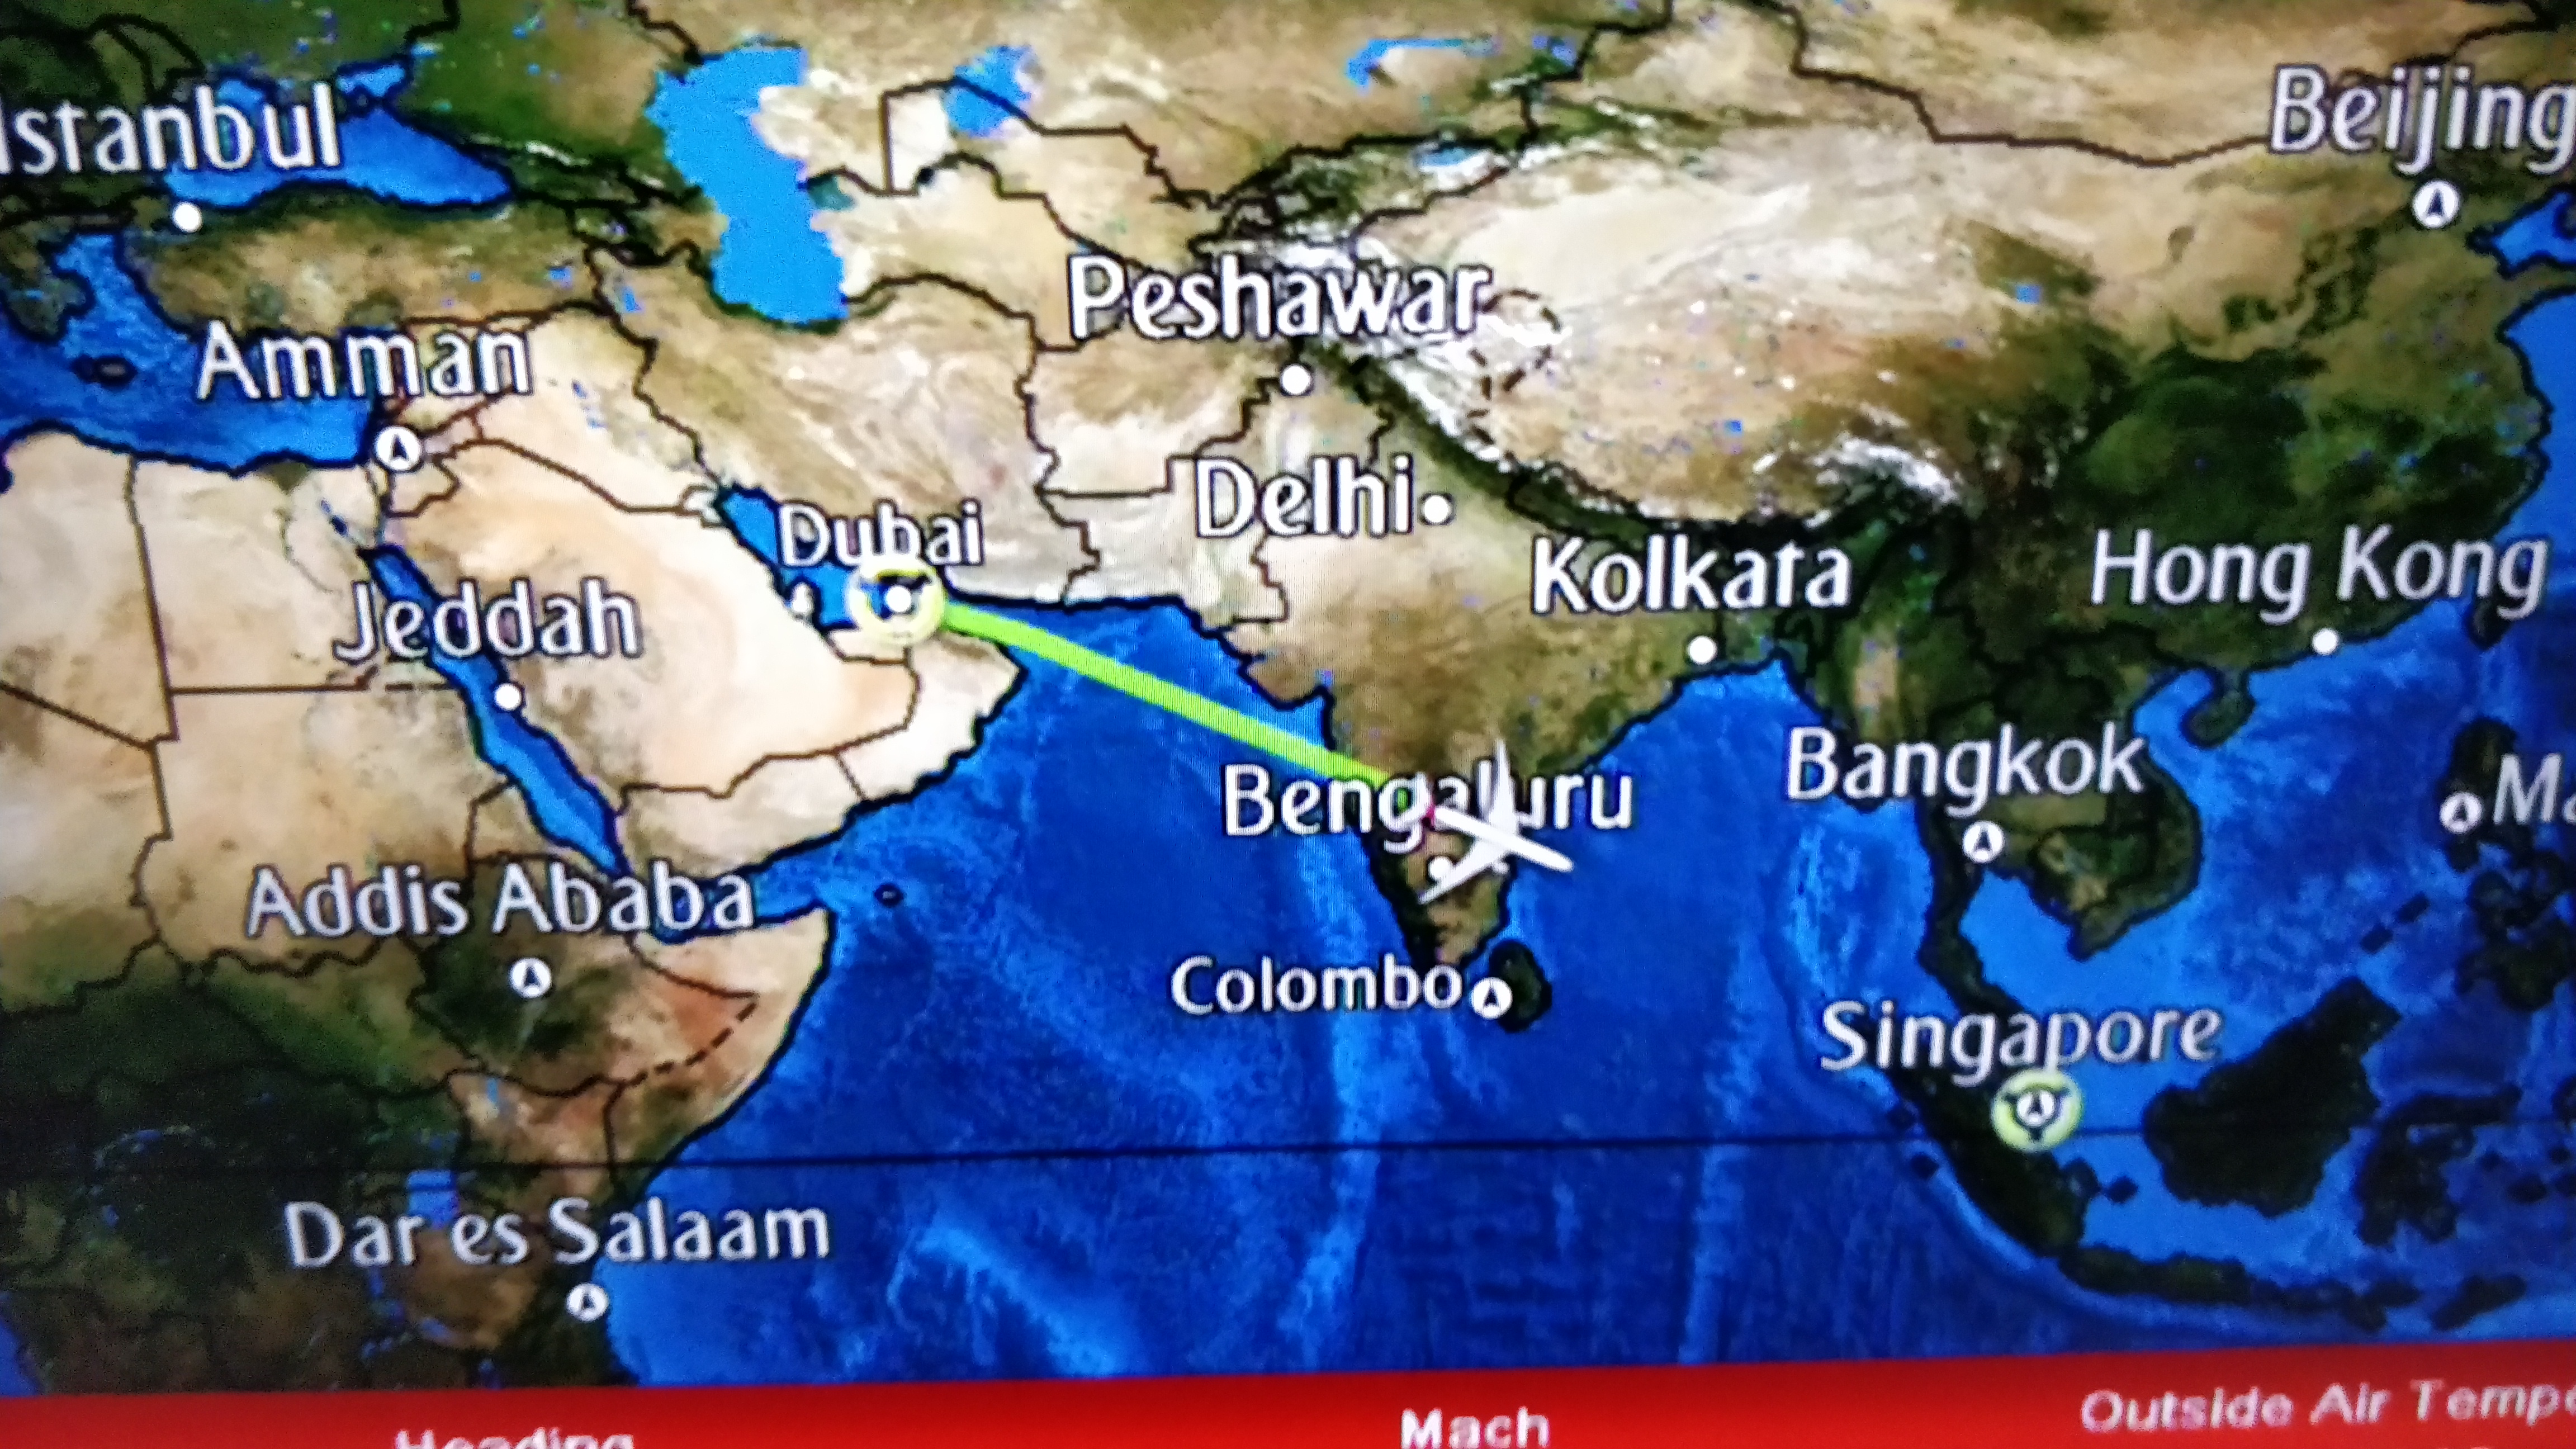 Istanbul
Beijing
Peshawar
Amman
Delhi
Dubai
Kolkata
Hong Kong
Jeddah
Bangkok
Bengaluru
Addis Ababa
Colombo
Singapore
Dar es Salaam
Heading
Mach
Outside Air